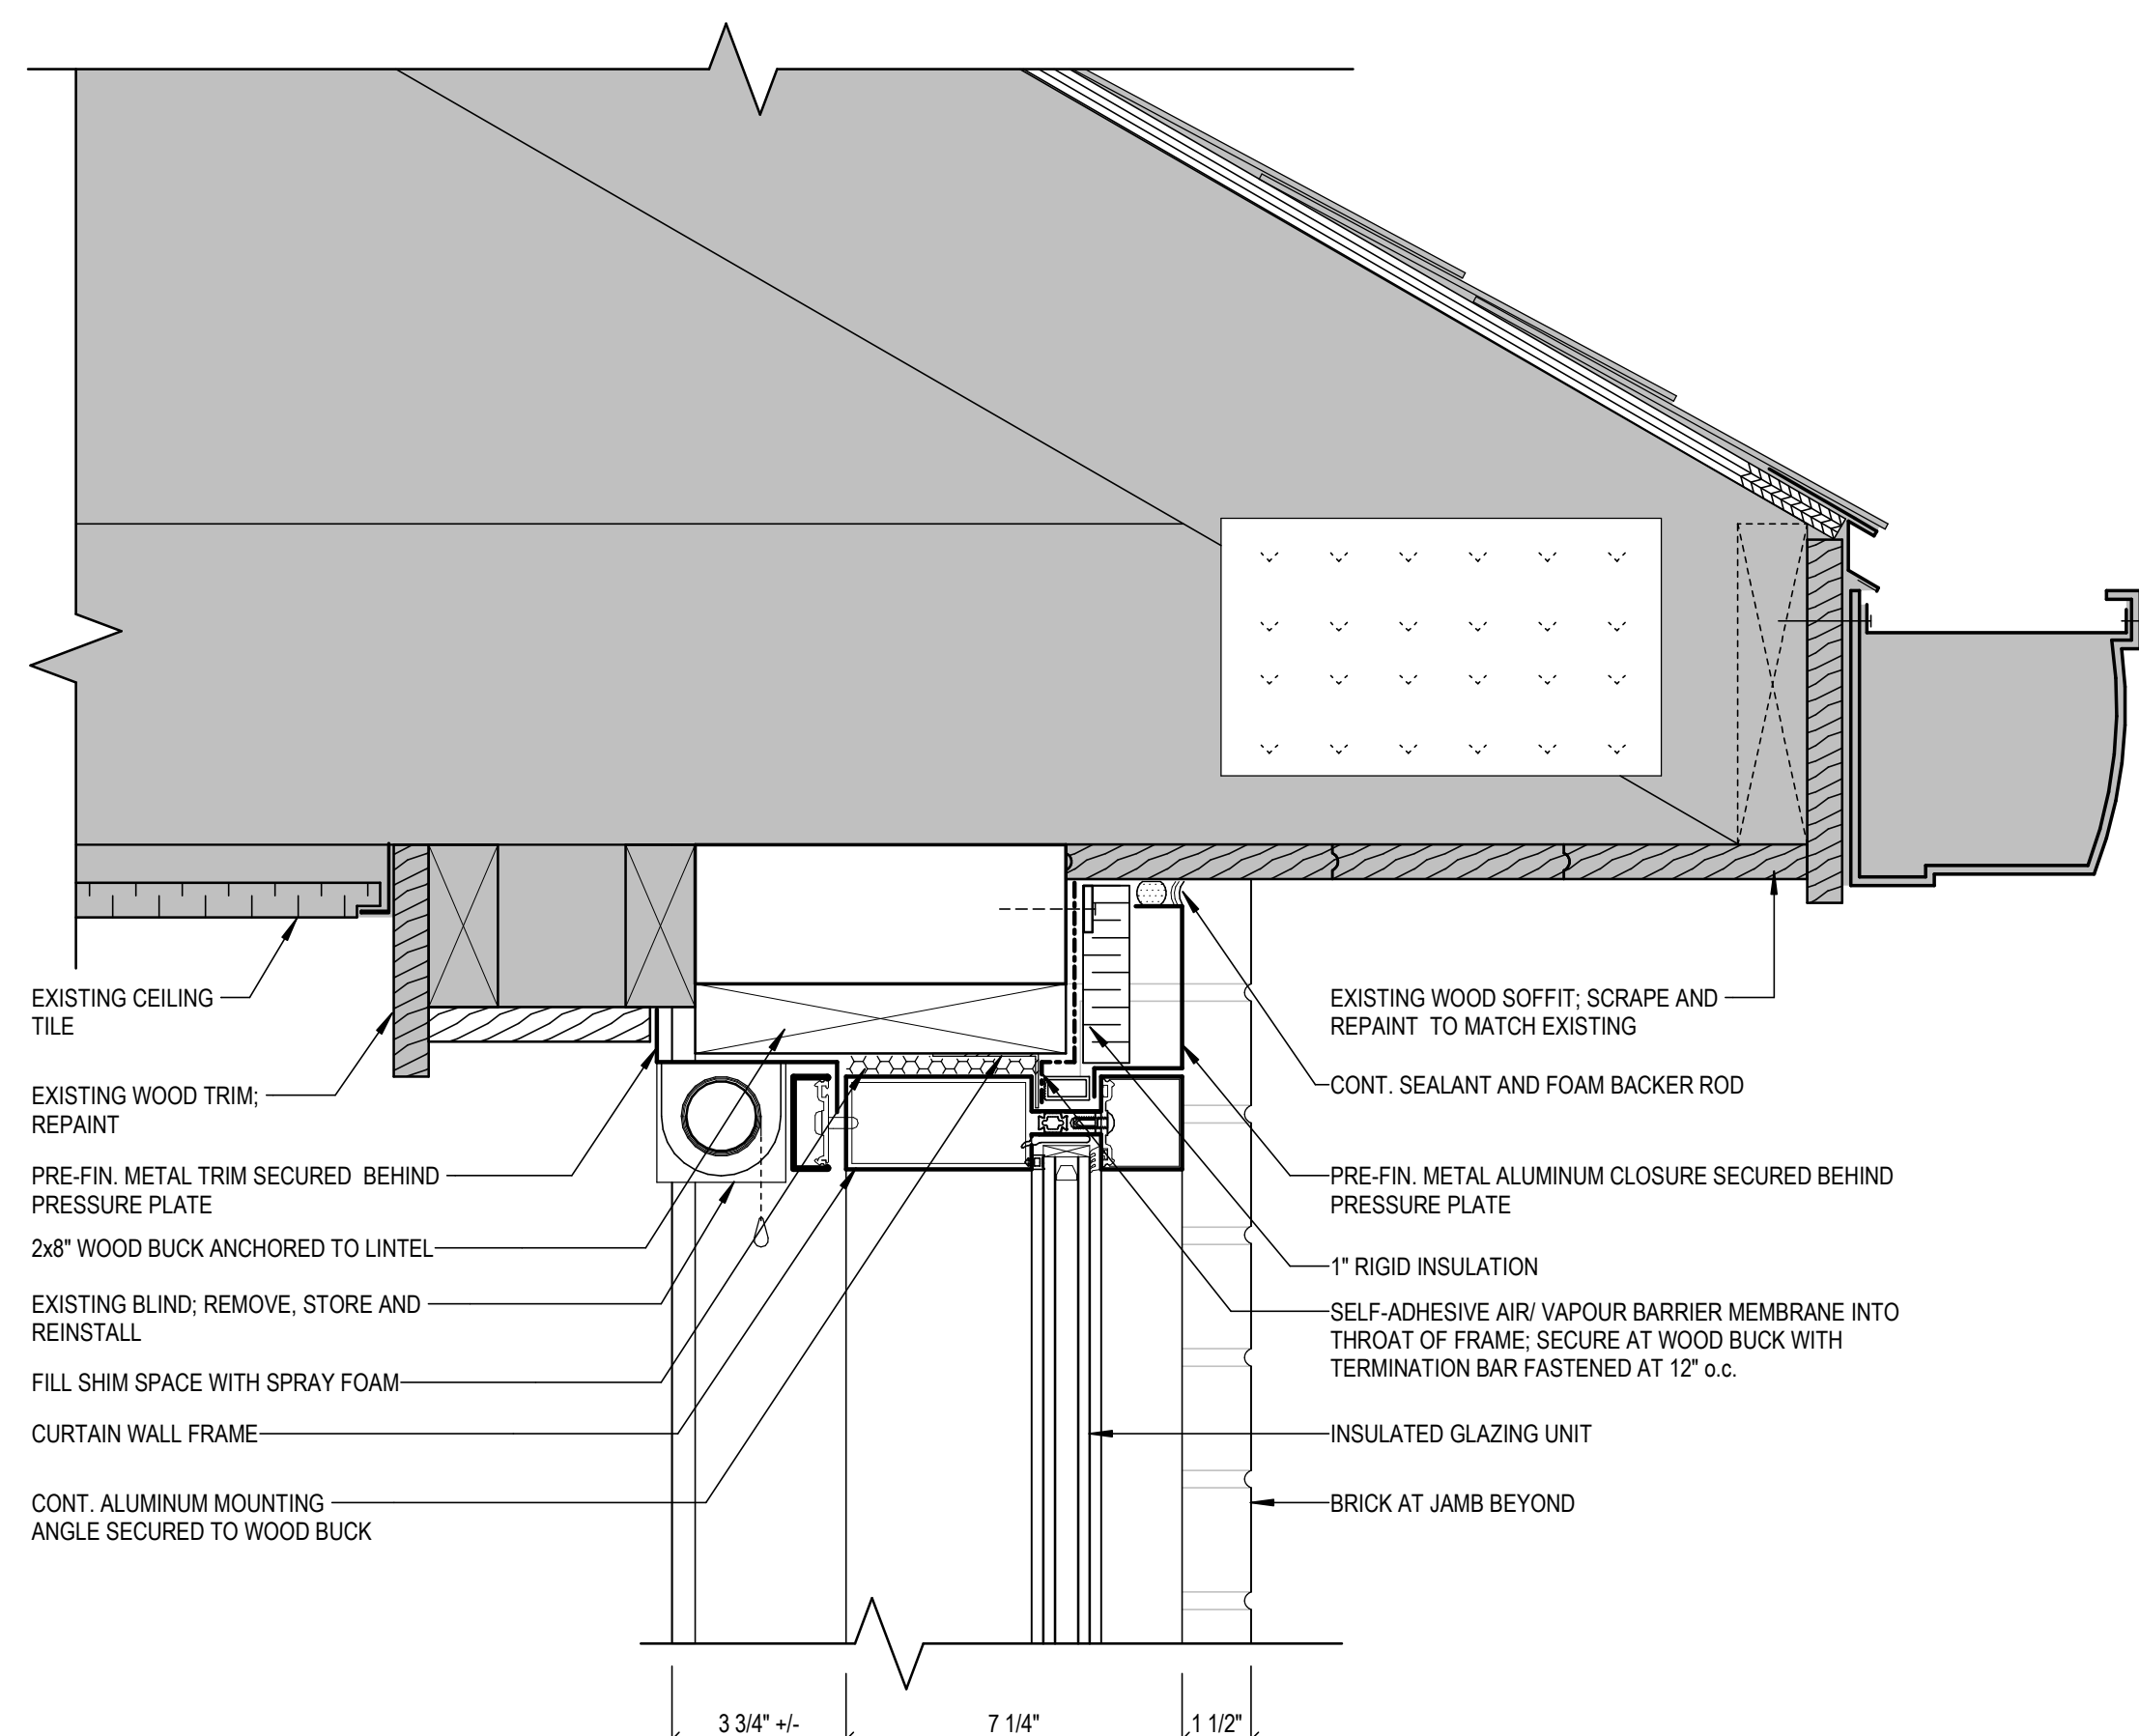 EXISTING CEILING
TILE
EXISTING WOOD TRIM;
REPAINT
PRE-FIN. METAL TRIM SECURED BEHIND
PRESSURE PLATE
2x8" WOOD BUCK ANCHORED TO LINTEL
EXISTING BLIND; REMOVE, STORE AND
REINSTALL
FILL SHIM SPACE WITH SPRAY FOAM
CURTAIN WALL FRAME
CONT. ALUMINUM MOUNTING
ANGLE SECURED TO WOOD BUCK
EXISTING WOOD SOFFIT; SCRAPE AND
REPAINT TO MATCH EXISTING
CONT. SEALANT AND FOAM BACKER ROD
PRE-FIN. METAL ALUMINUM CLOSURE SECURED BEHIND
PRESSURE PLATE
1" RIGID INSULATION
SELF-ADHESIVE AIR/ VAPOUR BARRIER MEMBRANE INTO
THROAT OF FRAME; SECURE AT WOOD BUCK WITH
TERMINATION BAR FASTENED AT 12" o.c.
INSULATED GLAZING UNIT
BRICK AT JAMB BEYOND
3 3/4" +/- 7 1/4" 1 1/2"